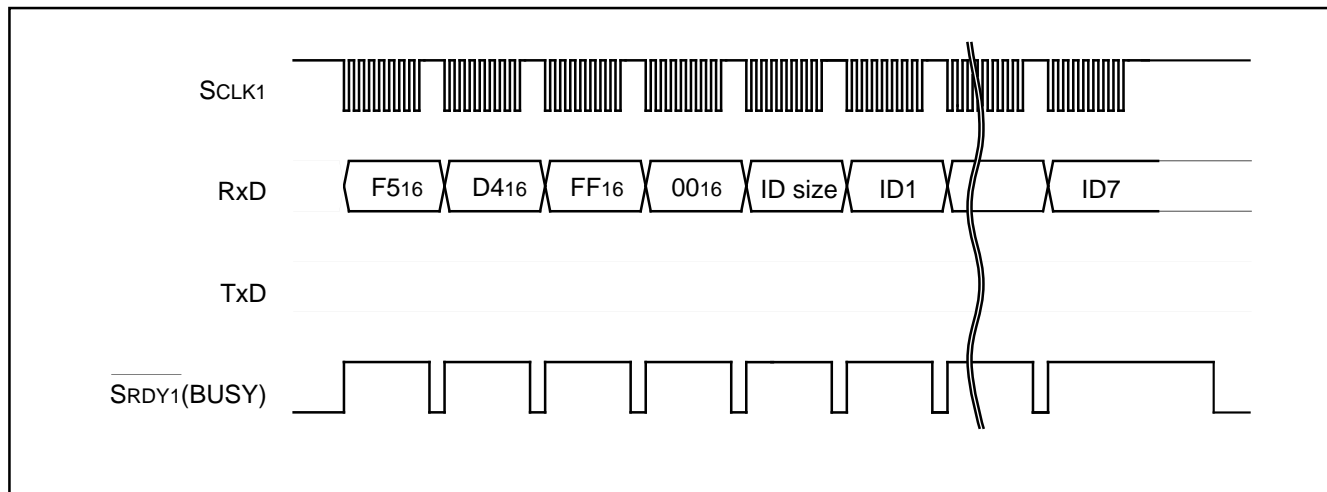 SCLK1
RxD
F516 D416 FF16 0016 ID size ID1 ID7
TxD
SRDY1(BUSY)